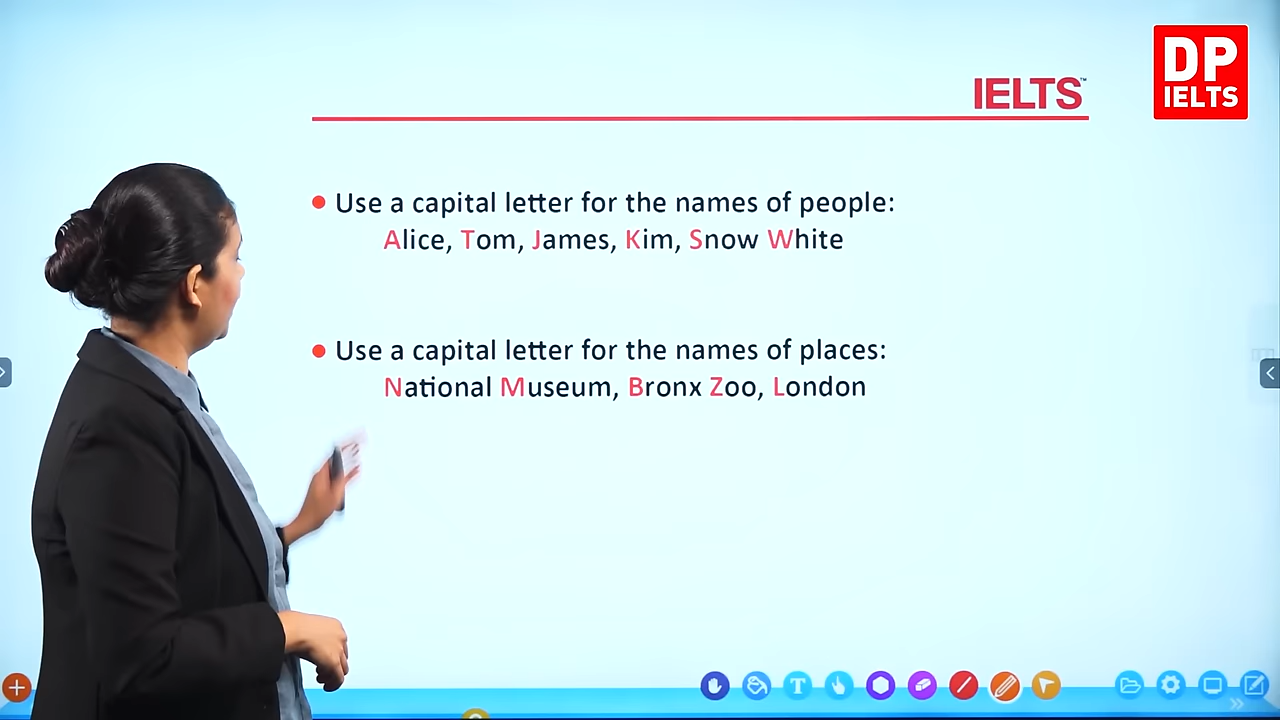 DP
IELTS
IELTS™
Use a capital letter for the names of people:
Alice, Tom, James, Kim, Snow White
Use a capital letter for the names of places:
National Museum, Bronx Zoo, London
T